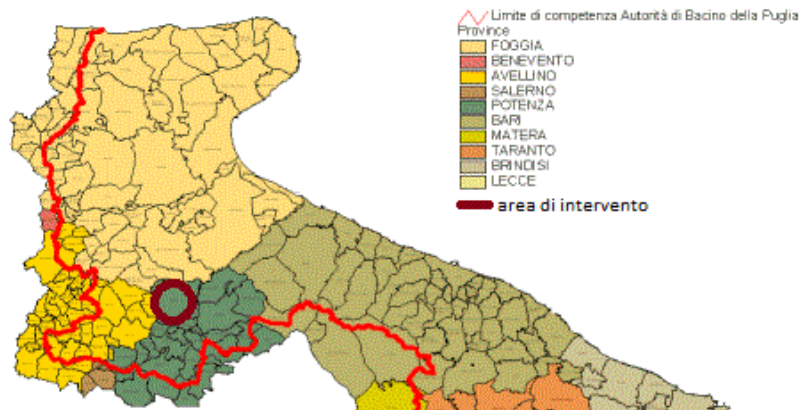 Limite di competenza Autorità di Bacino della Puglia
Province
FOGGIA
BENEVENTO
AVELLINO
SALERNO
POTENZA
BARI
MATERA
TARANTO
BRINDISI
LECCE
area di intervento